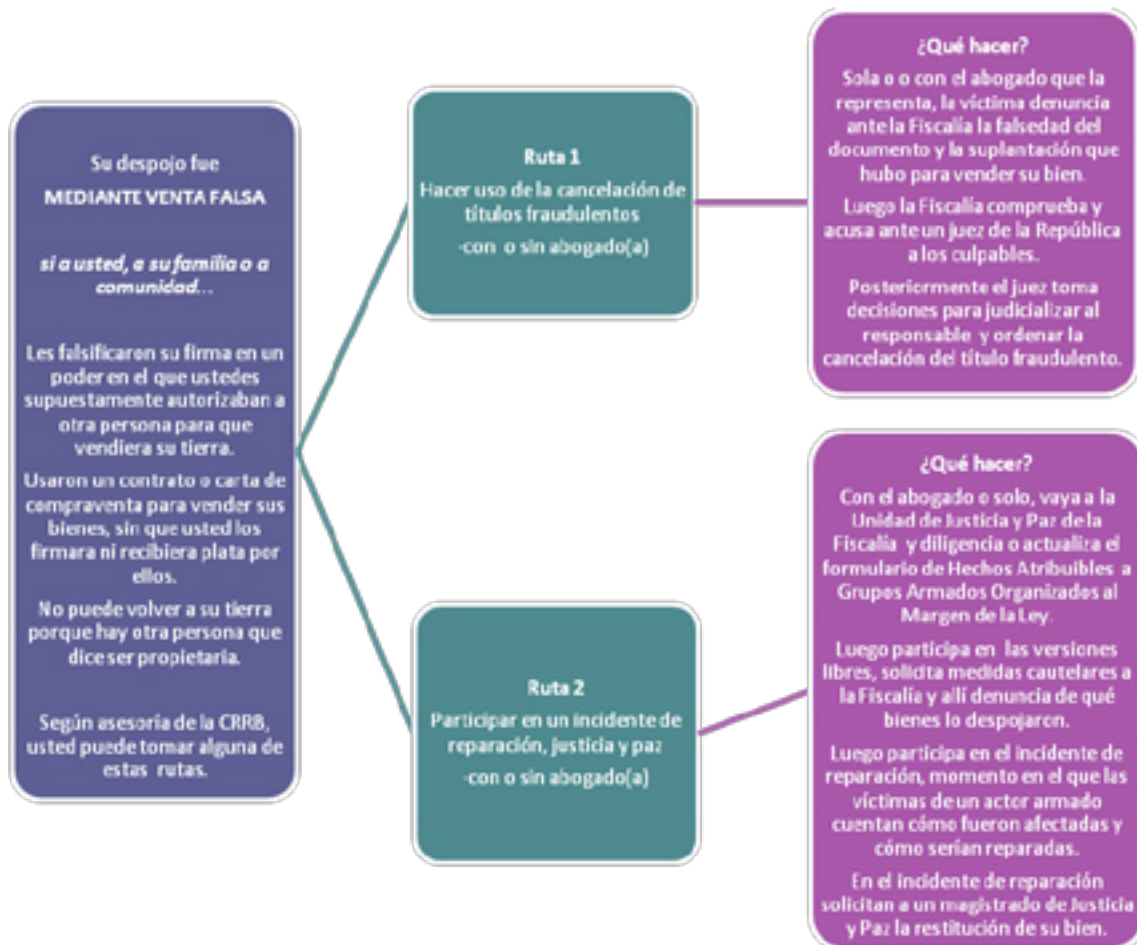 Su despojo fue
MEDIANTE VENTA FALSA
si a usted, a su familia o a
comunidad...
Les falsificaron su firma en un
poder en el que ustedes
supuestamente autorizaban a
otra persona para que
vendiera su tierra.
Usaron un contrato o carta de
compraventa para vender sus
bienes, sin que usted los
firmara ni recibiera plata por
ellos.
No puede volver a su tierra
porque hay otra persona que
dice ser propietaria.
Según asesoría de la CRRB,
usted puede tomar alguna de
estas rutas.
Ruta 1
Hacer uso de la cancelación de
títulos fraudulentos
-con o sin abogado(a)
¿Qué hacer?
Sola o o con el abogado que la
representa, la víctima denuncia
ante la Fiscalía la falsedad del
documento y la suplantación que
hubo para vender su bien.
Luego la Fiscalía comprueba y
acusa ante un juez de la República
a los culpables.
Posteriormente el juez toma
decisiones para judicializar al
responsable y ordenar la
cancelación del título fraudulento.
Ruta 2
Participar en un incidente de
reparación, justicia y paz
-con o sin abogado(a)
¿Qué hacer?
Con el abogado o solo, vaya a la
Unidad de Justicia y Paz de la
Fiscalía y diligencia o actualiza el
formulario de Hechos Atribuibles a
Grupos Armados Organizados al
Margen de la Ley.
Luego participa en las versiones
libres, solicita medidas cautelares a
la Fiscalía y allí denuncia de qué
bienes lo despojaron.
Luego participa en el incidente de
reparación, momento en el que las
víctimas de un actor armado
cuentan cómo fueron afectadas y
cómo serían reparadas.
En el incidente de reparación
solicitan a un magistrado de Justicia
y Paz la restitución de su bien.